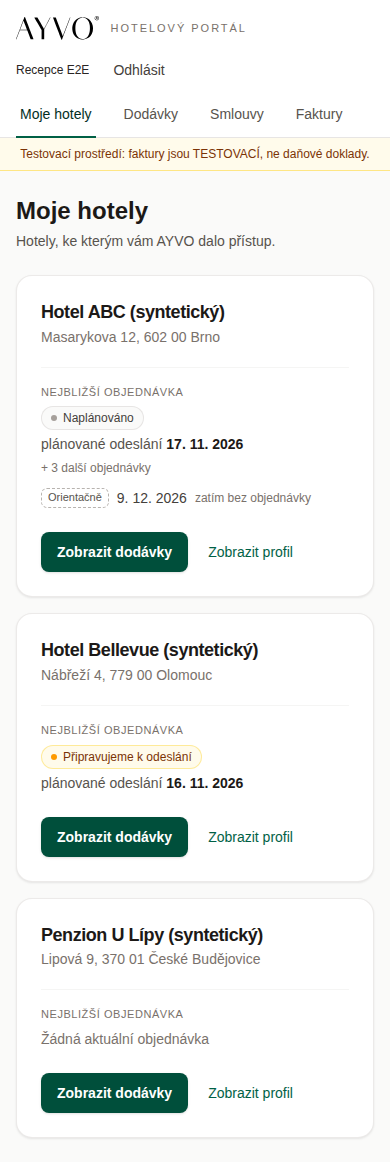 AYVO® HOTELOVÝ PORTÁL
Recepce E2E Odhlásit
Moje hotely Dodávky Smlouvy Faktury
Testovací prostředí: faktury jsou TESTOVACÍ, ne daňové doklady.
Moje hotely
Hotely, ke kterým vám AYVO dalo přístup.
Hotel ABC (syntetický)
Masarykova 12, 602 00 Brno
NEJBLIŽŠÍ OBJEDNÁVKA
Naplánováno
plánované odeslání 17. 11. 2026
+ 3 další objednávky
Orientačně 9. 12. 2026 zatím bez objednávky
Zobrazit dodávky Zobrazit profil
Hotel Bellevue (syntetický)
Nábřeží 4, 779 00 Olomouc
NEJBLIŽŠÍ OBJEDNÁVKA
Připravujeme k odeslání
plánované odeslání 16. 11. 2026
Zobrazit dodávky Zobrazit profil
Penzion U Lípy (syntetický)
Lipová 9, 370 01 České Budějovice
NEJBLIŽŠÍ OBJEDNÁVKA
Žádná aktuální objednávka
Zobrazit dodávky Zobrazit profil